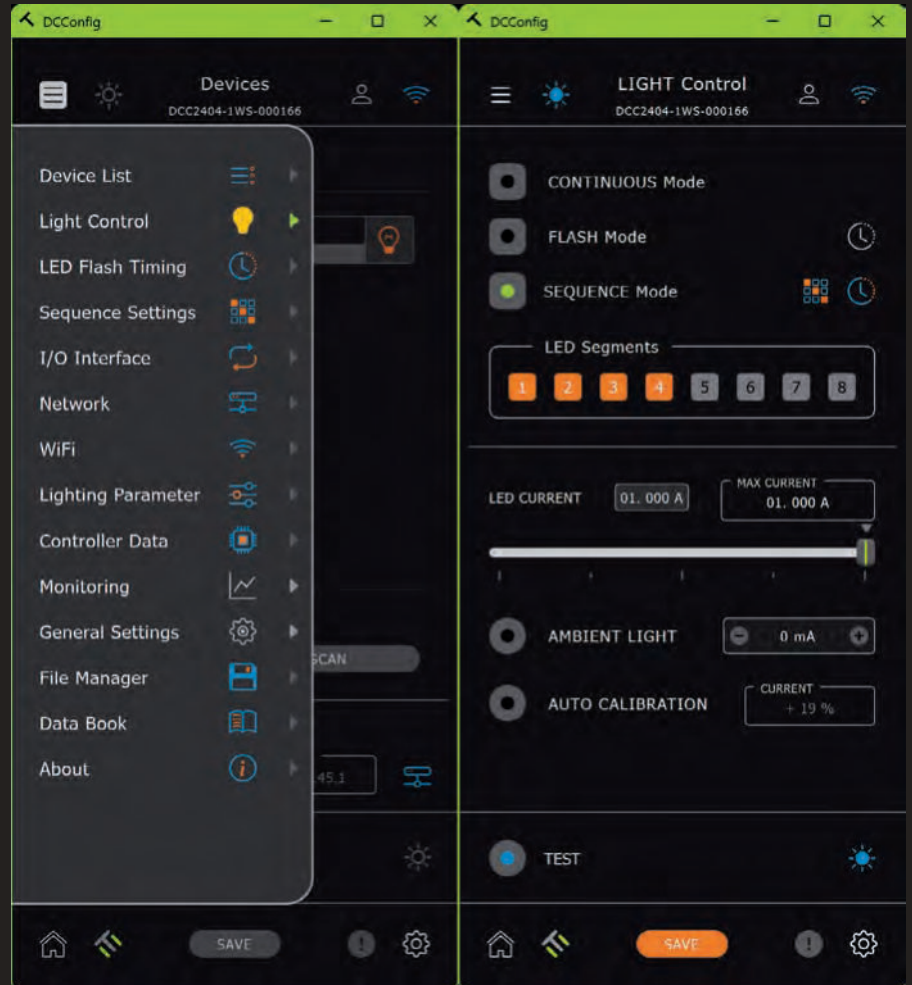 DCConfig
Devices
DCC2404-1WS-000166
Device List
Light Control
LED Flash Timing
Sequence Settings
I/O Interface
Network
WiFi
Lighting Parameter
Controller Data
Monitoring
General Settings
File Manager
Data Book
About
SCAN
45.1
SAVE
DCConfig
LIGHT Control
DCC2404-1WS-000166
CONTINUOUS Mode
FLASH Mode
SEQUENCE Mode
LED Segments
1 2 3 4 5 6 7 8
LED CURRENT 01. 000 A
MAX CURRENT
01. 000 A
AMBIENT LIGHT 0 mA
AUTO CALIBRATION
CURRENT
+ 19 %
TEST
SAVE